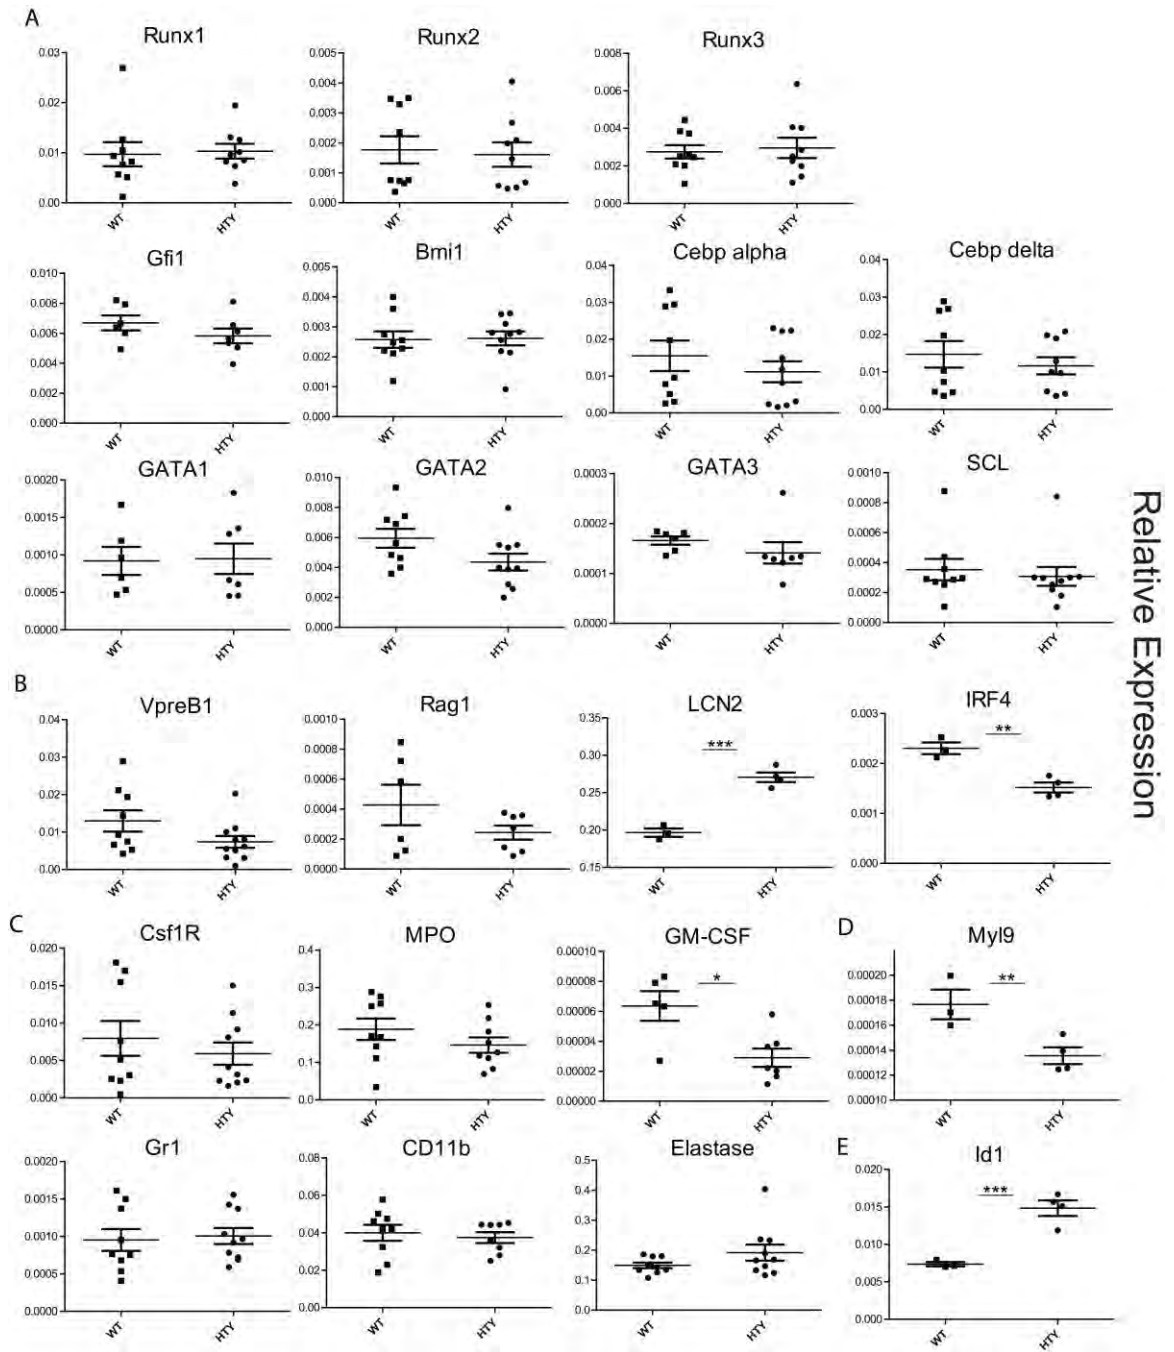 A
Runx1
0.03
0.02
0.01
0.00
WT
HTY
Runx2
0.005
0.004
0.003
0.002
0.001
0.000
WT
HTY
Runx3
0.008
0.006
0.004
0.002
0.000
WT
HTY
Gfi1
0.010
0.008
0.006
0.004
0.002
0.000
WT
HTY
Bmi1
0.005
0.004
0.003
0.002
0.001
0.000
WT
HTY
Cebp alpha
0.04
0.03
0.02
0.01
0.00
WT
HTY
Cebp delta
0.04
0.03
0.02
0.01
0.00
WT
HTY
GATA1
0.0020
0.0015
0.0010
0.0005
0.0000
WT
HTY
GATA2
0.010
0.008
0.006
0.004
0.002
0.000
WT
HTY
GATA3
0.0003
0.0002
0.0001
0.0000
WT
HTY
SCL
0.0010
0.0008
0.0006
0.0004
0.0002
0.0000
WT
HTY
Relative Expression
B
VpreB1
0.04
0.03
0.02
0.01
0.00
WT
HTY
Rag1
0.0010
0.0008
0.0006
0.0004
0.0002
0.0000
WT
HTY
LCN2
0.35
0.30
0.25
0.20
0.15
***
WT
HTY
IRF4
0.003
0.002
0.001
0.000
**
WT
HTY
C
Csf1R
0.020
0.015
0.010
0.005
0.000
WT
HTY
MPO
0.4
0.3
0.2
0.1
0.0
WT
HTY
GM-CSF
0.00010
0.00008
0.00006
0.00004
0.00002
0.00000
*
WT
HTY
D
Myl9
0.00020
0.00018
0.00016
0.00014
0.00012
0.00010
**
WT
HTY
Gr1
0.0020
0.0015
0.0010
0.0005
0.0000
WT
HTY
CD11b
0.08
0.06
0.04
0.02
0.00
WT
HTY
Elastase
0.5
0.4
0.3
0.2
0.1
0.0
WT
HTY
E
Id1
0.020
0.015
0.010
0.005
0.000
***
WT
HTY